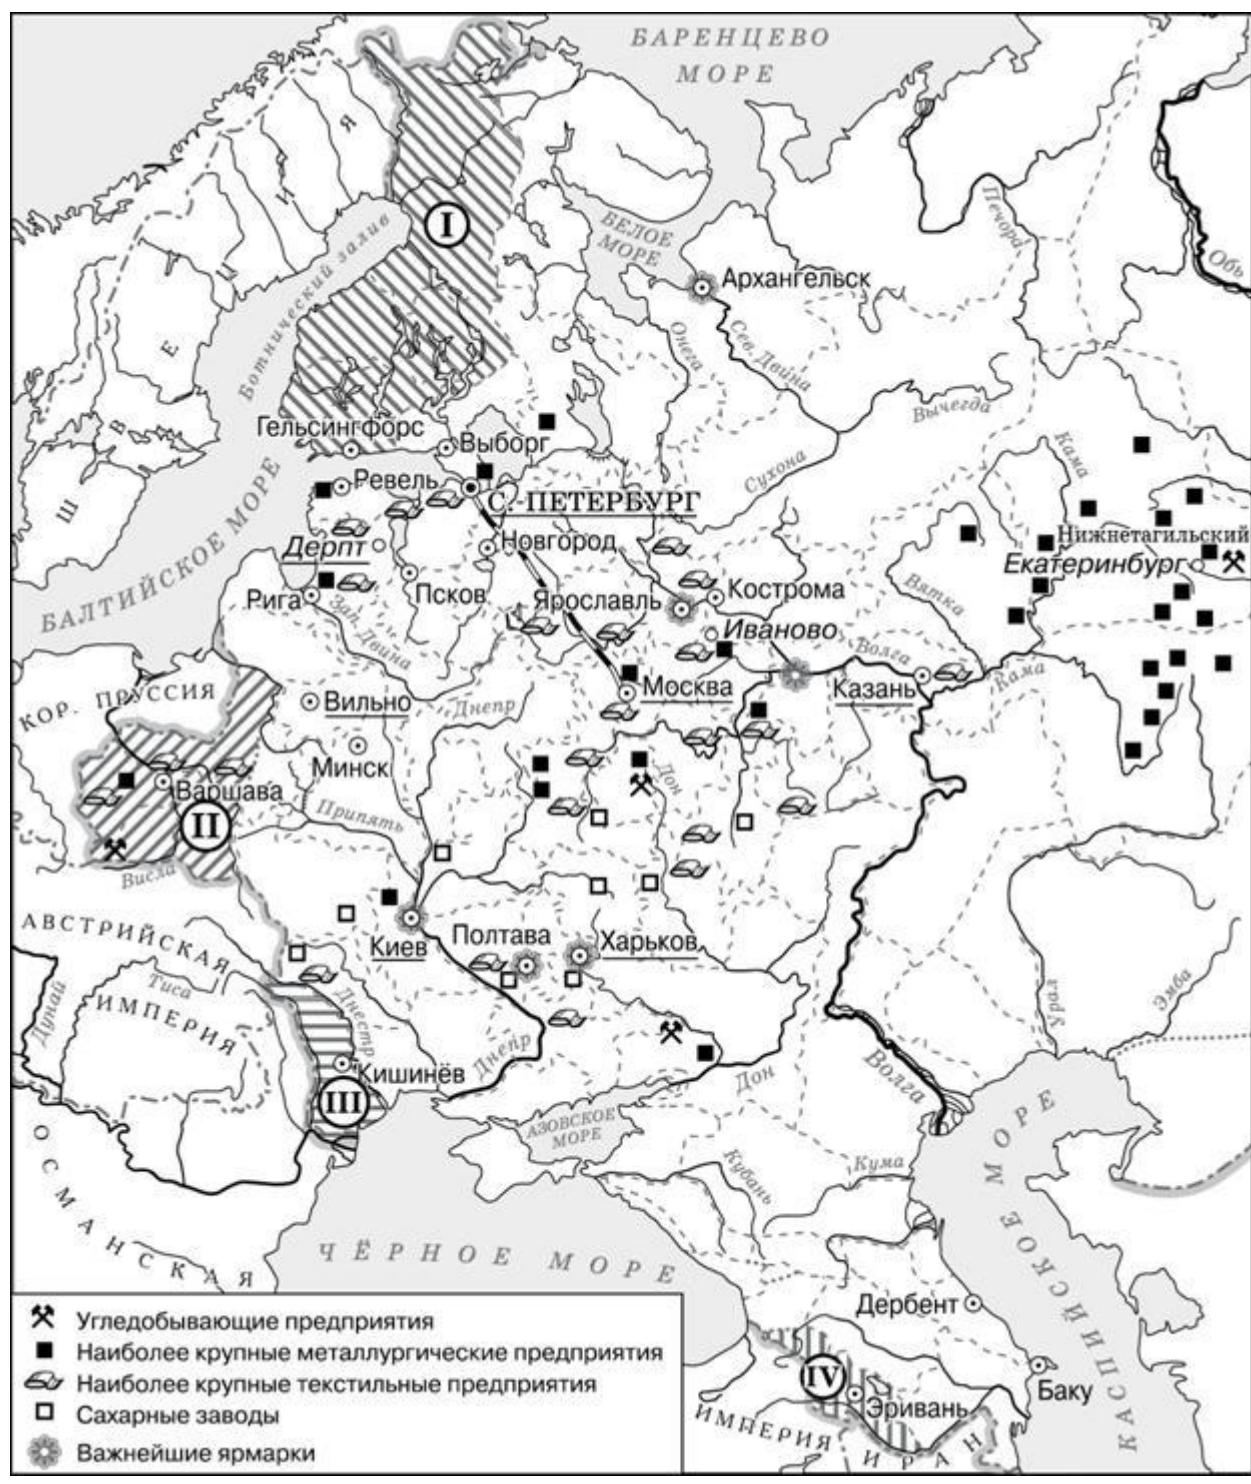 БАРЕНЦЕВО
МОРЕ
Печора
Обь
I
БЕЛОЕ
МОРЕ
Архангельск
Ботнический залив
ШВЕЦИЯ
Онега
Сев. Двина
Вычегда
Кама
Сухона
Гельсингфорс
Выборг
БАЛТИЙСКОЕ МОРЕ
Ревель
С. ПЕТЕРБУРГ
Дерпт
Новгород
Нижнетагильский
Екатеринбург
Рига
Зап. Двина
Псков
Ярославль
Кострома
Вятка
Иваново
Волга
КОР. ПРУССИЯ
Вильно
Днепр
Москва
Казань
Кама
Минск
Дон
Варшава
II
Припять
Висла
АВСТРИЙСКАЯ
ИМПЕРИЯ
Киев
Полтава
Харьков
Тиса
Дунай
Днестр
Днепр
Урал
Эмба
Кишинёв
III
Дон
Волга
АЗОВСКОЕ
МОРЕ
Кубань
Кума
КАСПИЙСКОЕ МОРЕ
ОСМАНСКАЯ
ЧЁРНОЕ МОРЕ
Дербент
IV
Эривань
Баку
ИМПЕРИЯ
ИРАН
Угледобывающие предприятия
Наиболее крупные металлургические предприятия
Наиболее крупные текстильные предприятия
Сахарные заводы
Важнейшие ярмарки